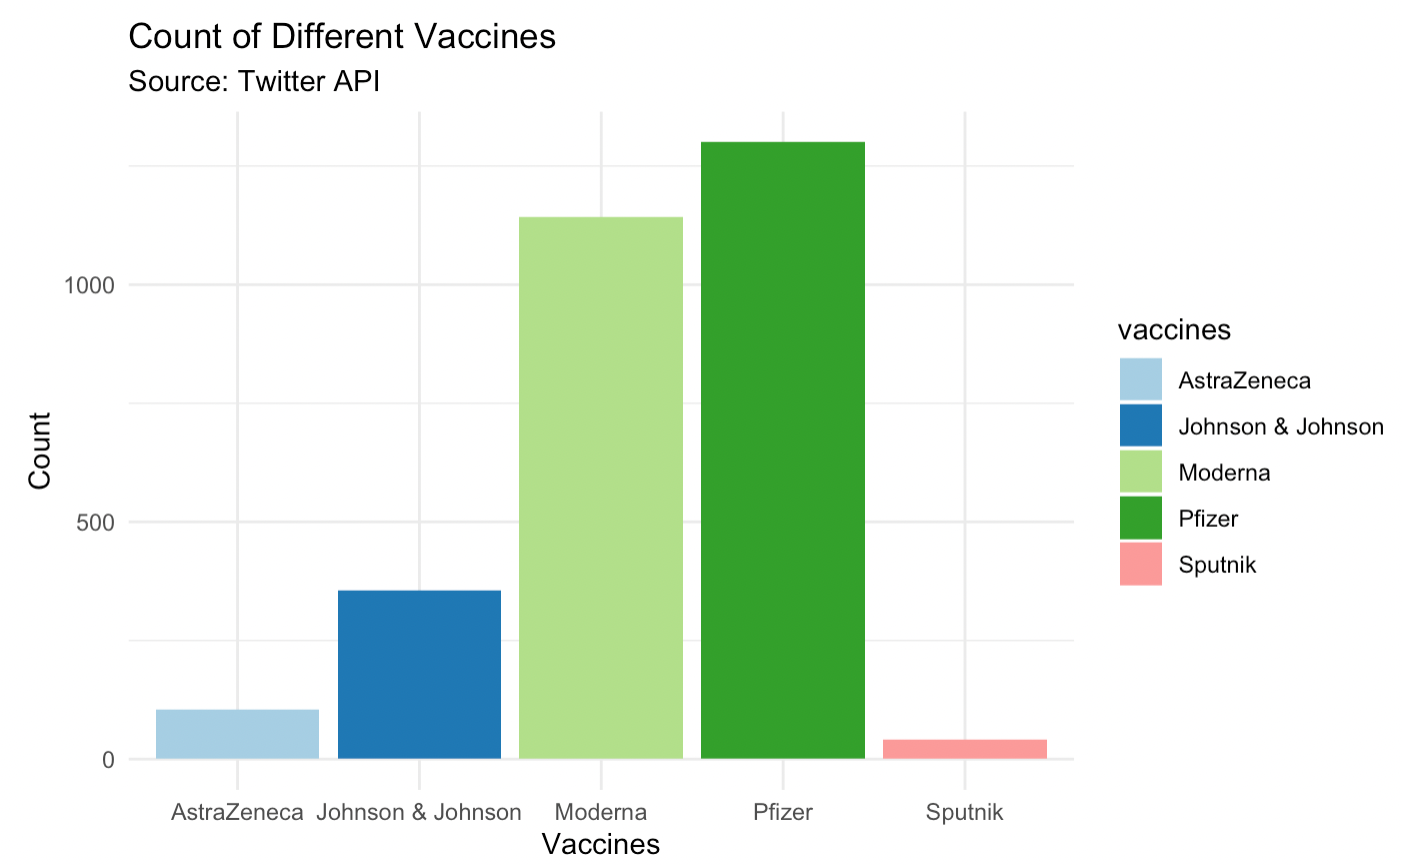 Count of Different Vaccines
Source: Twitter API
1000
500
0
Count
AstraZeneca
Johnson & Johnson
Moderna
Pfizer
Sputnik
Vaccines
vaccines
AstraZeneca
Johnson & Johnson
Moderna
Pfizer
Sputnik